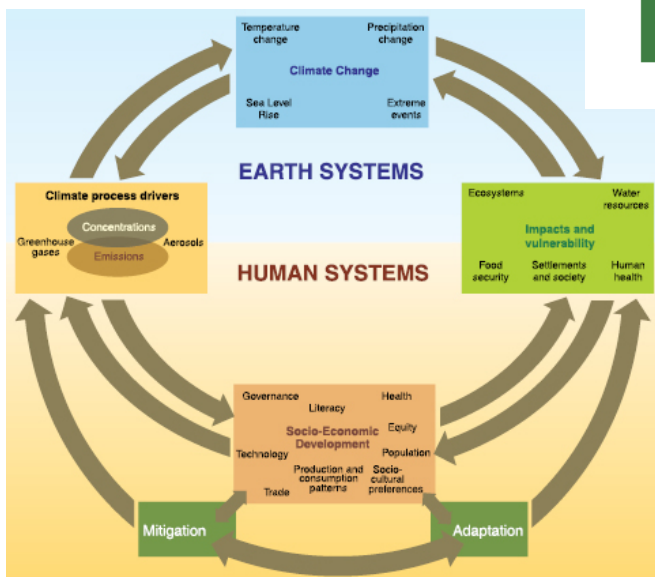 Temperature
change
Precipitation
change
Climate Change
Sea Level
Rise
Extreme
events
EARTH SYSTEMS
Climate process drivers
Concentrations
Greenhouse
gases
Aerosols
Emissions
Ecosystems
Water
resources
Impacts and
vulnerability
Food
security
Settlements
and society
Human
health
HUMAN SYSTEMS
Governance
Literacy
Health
Equity
Socio-Economic
Development
Technology
Population
Production and
consumption
patterns
Socio-
cultural
preferences
Trade
Mitigation
Adaptation